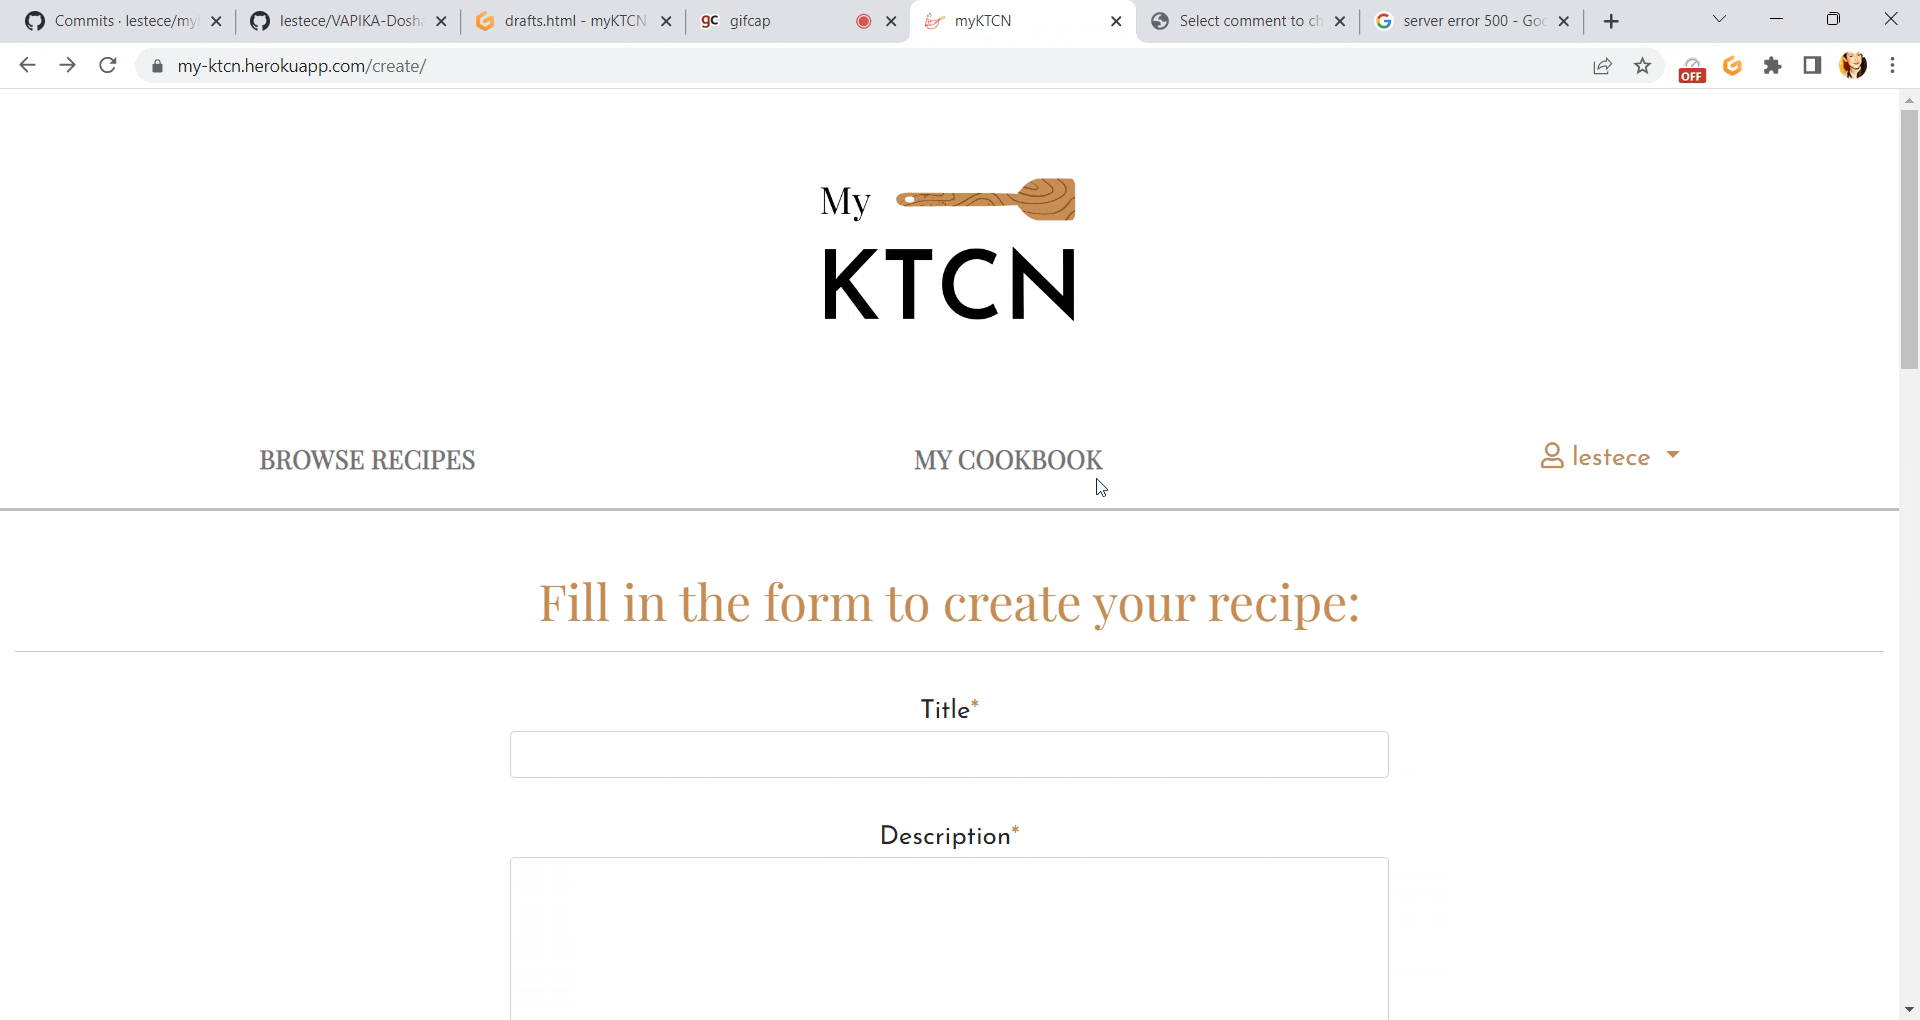 Commits · lestece/my
lestece/VAPIKA-Dosha
drafts.html - myKTCN
gc gifcap
myKTCN
Select comment to ch
server error 500 - Goo
my-ktcn.herokuapp.com/create/
OFF
My
KTCN
BROWSE RECIPES
MY COOKBOOK
lestece
Fill in the form to create your recipe:
Title*
Description*